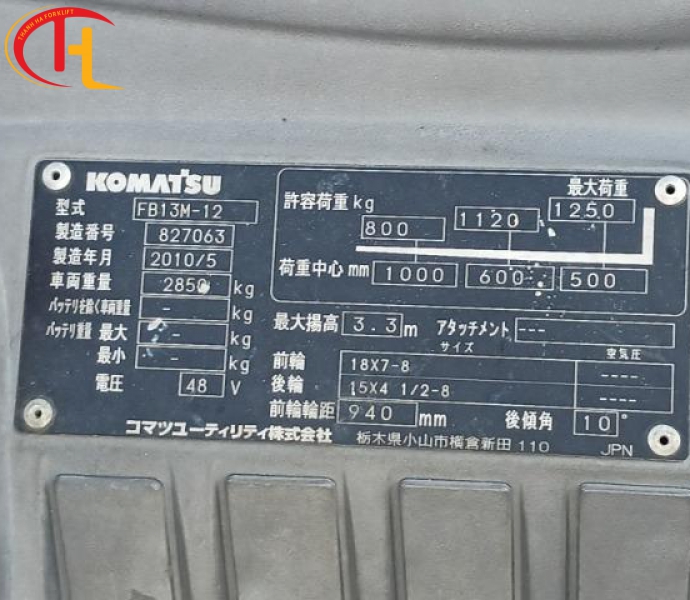 THANH HA FORKLIFT
KOMATSU
型式 FB13M-12
製造番号 827063
製造年月 2010/5
車両重量 2850 kg
バッテリを除く車両重量 - kg
バッテリ重量 最大 - kg
最小 - kg
電圧 48 V
最大荷重
許容荷重 kg 800 1120 1250
荷重中心 mm 1000 600 500
最大揚高 3.3 m アタッチメント ---
サイズ 空気圧
前輪 18X7-8 ----
後輪 15X4 1/2-8 ----
前輪輪距 940 mm 後傾角 10°
コマツユーティリティ株式会社 栃木県小山市横倉新田110 JPN